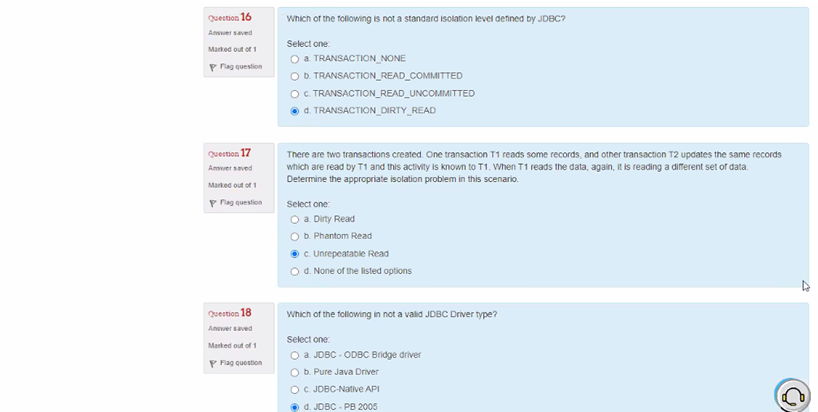 Question 16
Answer saved
Marked out of 1
Flag question
Which of the following is not a standard isolation level defined by JDBC?
Select one:
a. TRANSACTION_NONE
b. TRANSACTION_READ_COMMITTED
c. TRANSACTION_READ_UNCOMMITTED
d. TRANSACTION_DIRTY_READ
Question 17
Answer saved
Marked out of 1
Flag question
There are two transactions created. One transaction T1 reads some records, and other transaction T2 updates the same records
which are read by T1 and this activity is known to T1. When T1 reads the data, again, it is reading a different set of data.
Determine the appropriate isolation problem in this scenario.
Select one:
a. Dirty Read
b. Phantom Read
c. Unrepeatable Read
d. None of the listed options
Question 18
Answer saved
Marked out of 1
Flag question
Which of the following in not a valid JDBC Driver type?
Select one:
a. JDBC - ODBC Bridge driver
b. Pure Java Driver
c. JDBC-Native API
d. JDBC - PB 2005